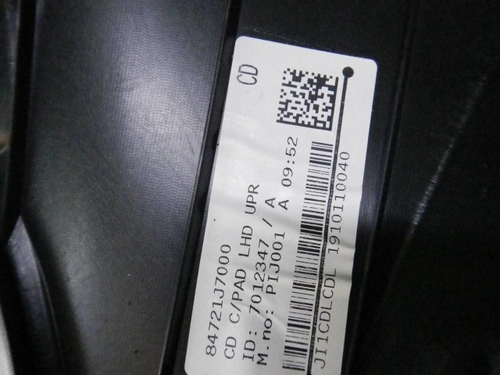 CD
84721J7000
CD C/PAD LHD UPR
ID: 7012347 / A
M.no: PIJ001 A 09:52
JI1CDLCDL 1910110040